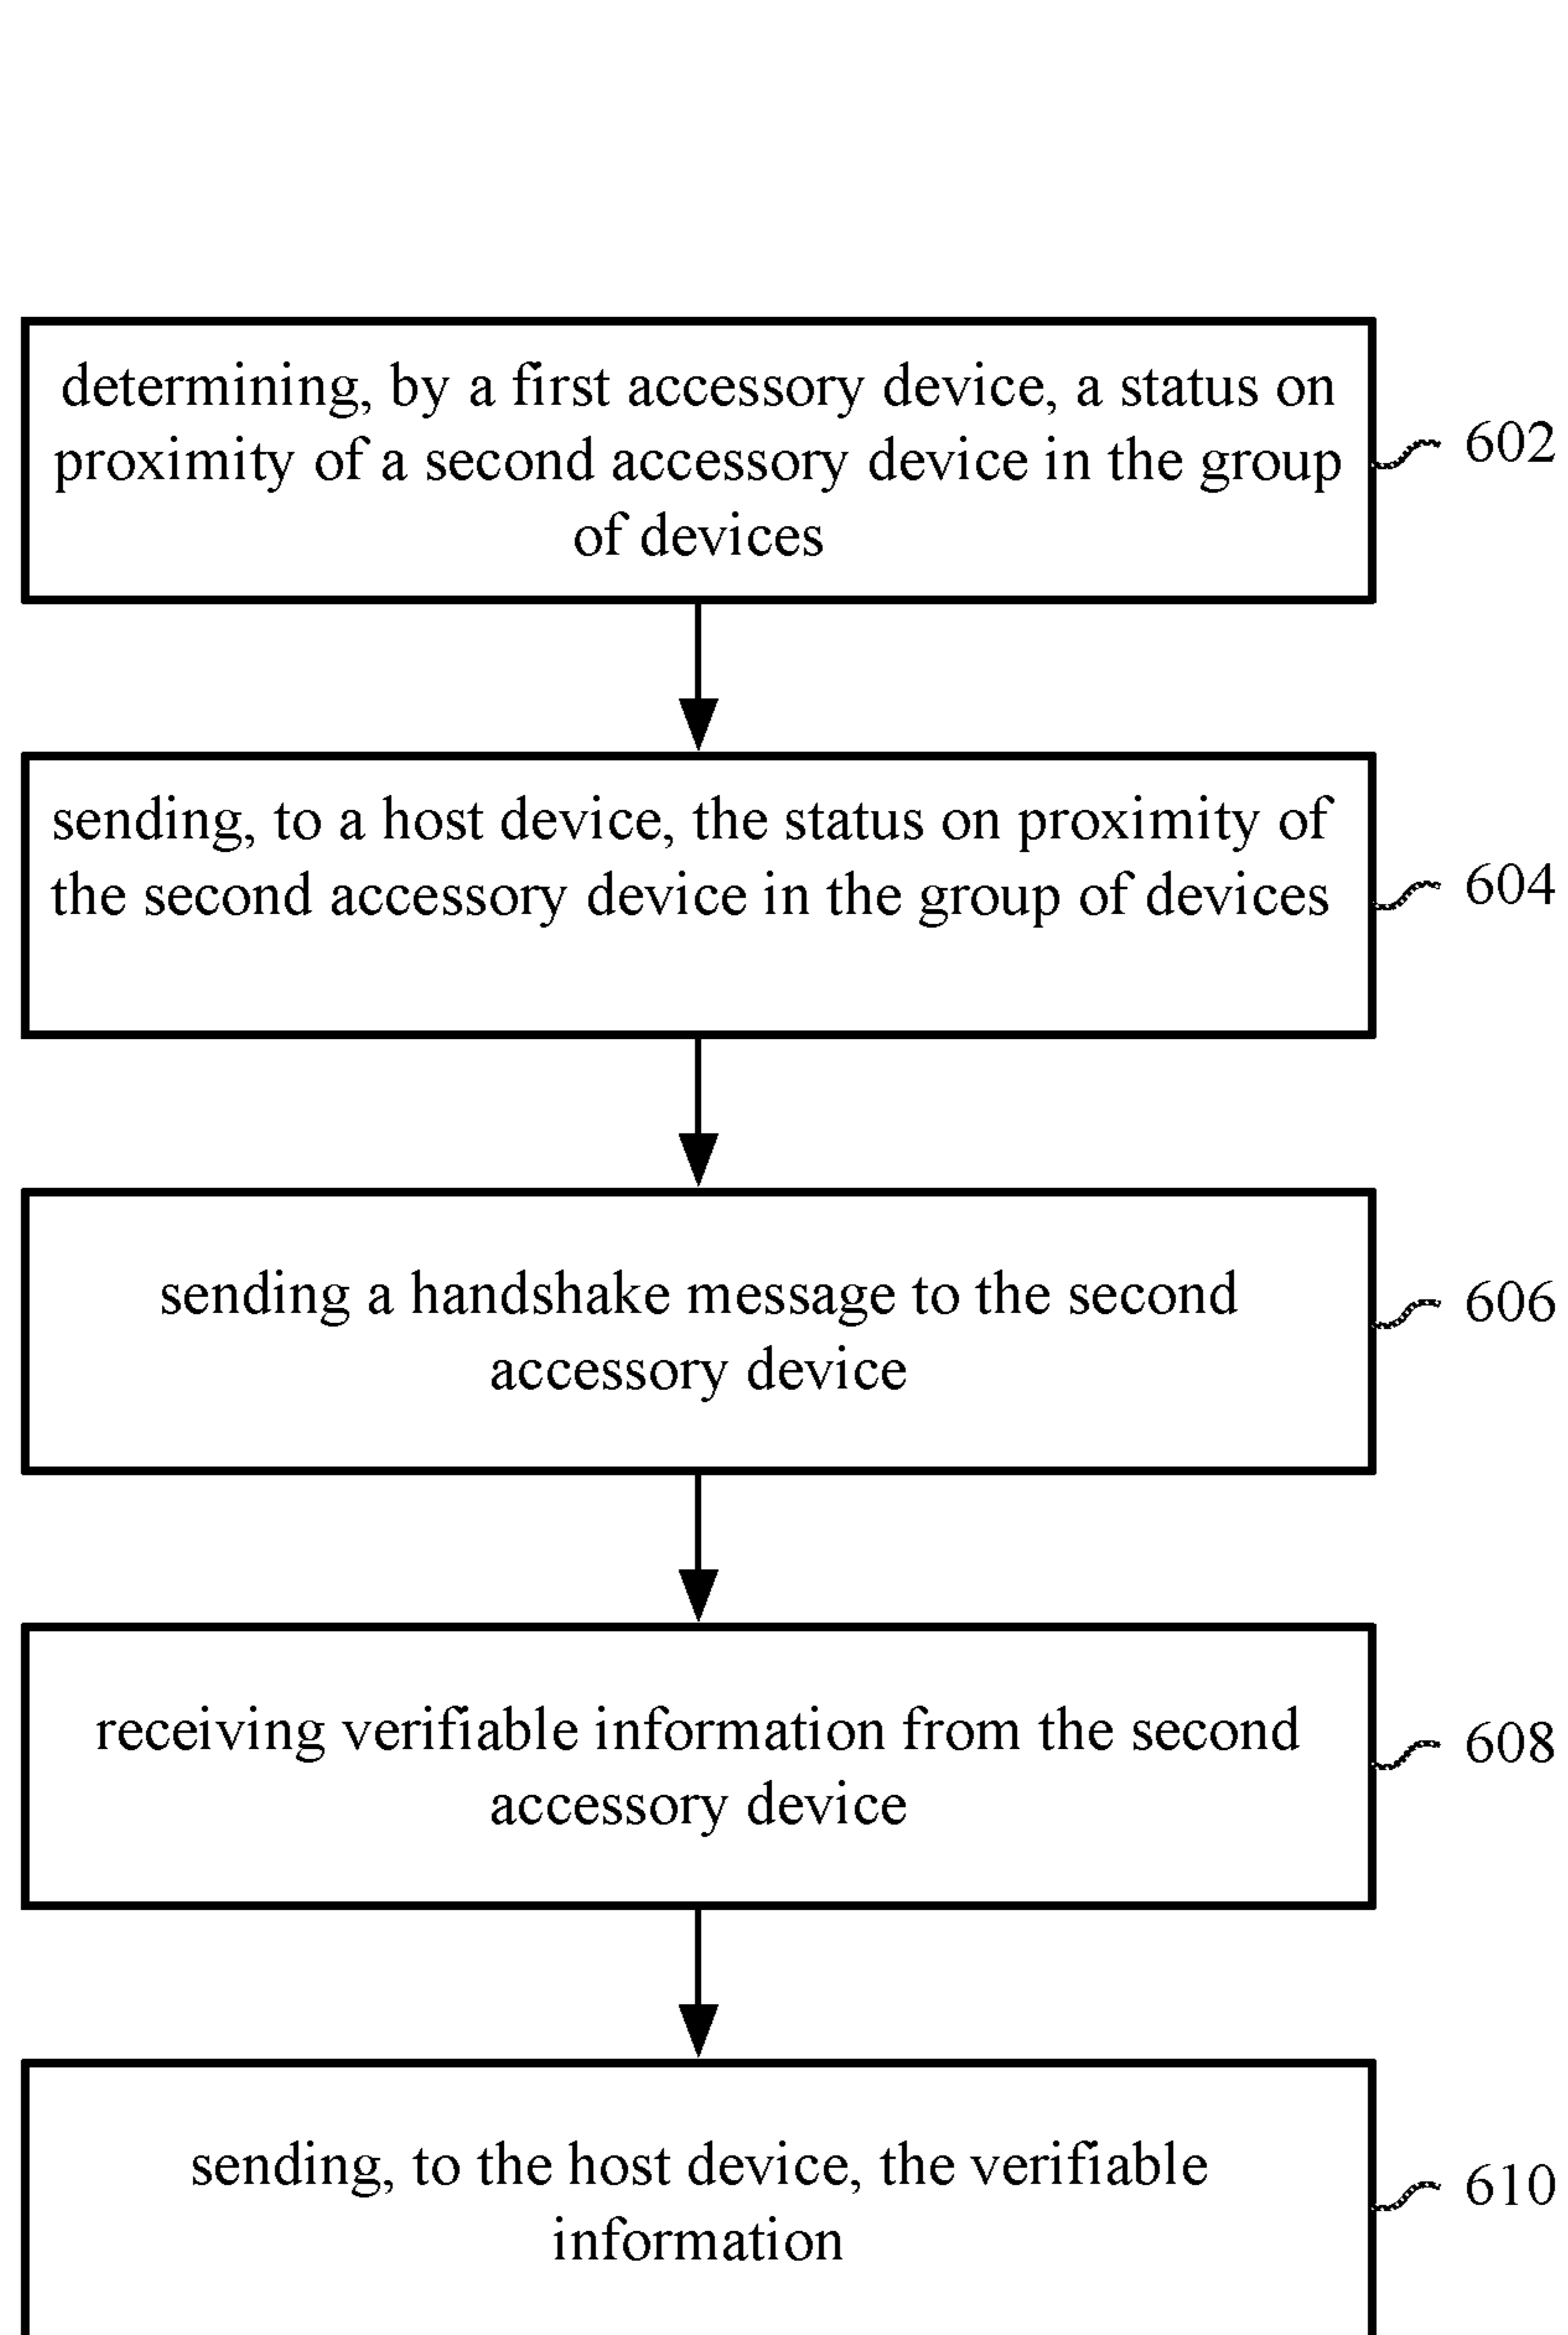 determining, by a first accessory device, a status on
proximity of a second accessory device in the group
of devices
602
sending, to a host device, the status on proximity of
the second accessory device in the group of devices
604
sending a handshake message to the second
accessory device
606
receiving verifiable information from the second
accessory device
608
sending, to the host device, the verifiable
information
610